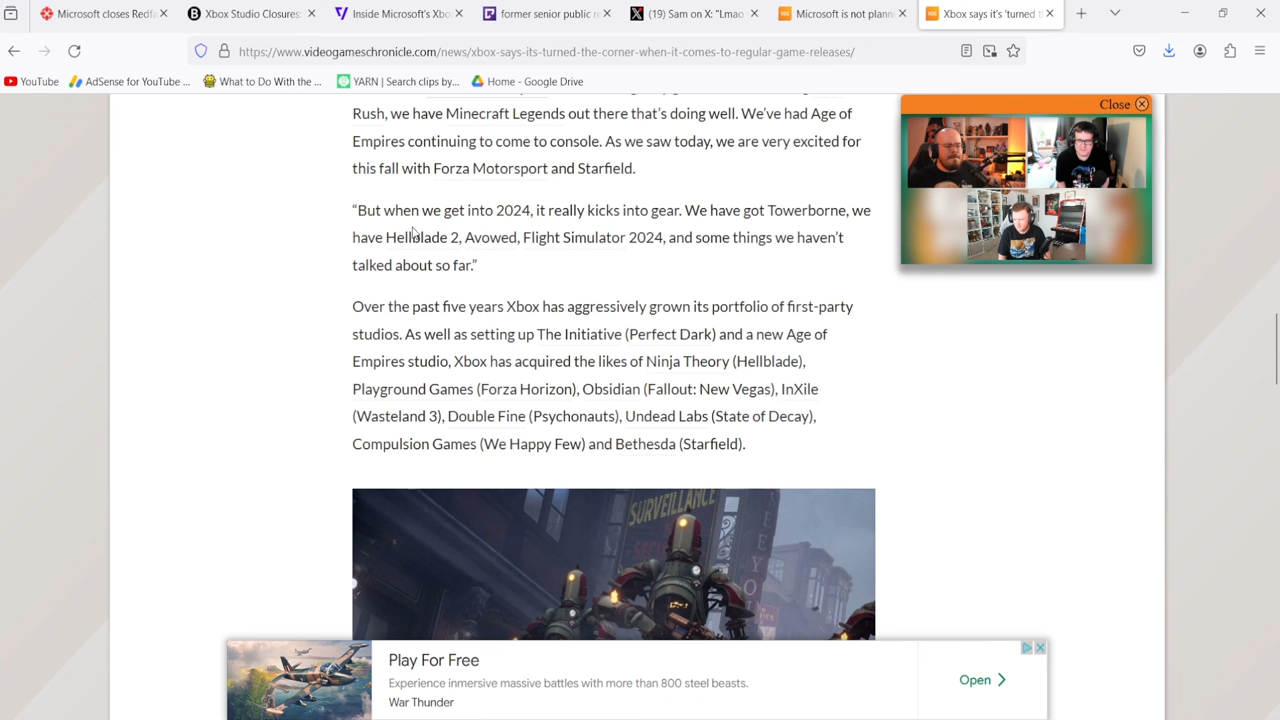 Microsoft closes Redfa
Xbox Studio Closures:
Inside Microsoft's Xbo
former senior public re
(19) Sam on X: "Lmao
Microsoft is not plann
Xbox says it's 'turned t
https://www.videogameschronicle.com/news/xbox-says-its-turned-the-corner-when-it-comes-to-regular-game-releases/
YouTube
AdSense for YouTube ...
What to Do With the ...
YARN | Search clips by...
Home - Google Drive
Close
Rush, we have Minecraft Legends out there that's doing well. We've had Age of
Empires continuing to come to console. As we saw today, we are very excited for
this fall with Forza Motorsport and Starfield.
"But when we get into 2024, it really kicks into gear. We have got Towerborne, we
have Hellblade 2, Avowed, Flight Simulator 2024, and some things we haven't
talked about so far."
Over the past five years Xbox has aggressively grown its portfolio of first-party
studios. As well as setting up The Initiative (Perfect Dark) and a new Age of
Empires studio, Xbox has acquired the likes of Ninja Theory (Hellblade),
Playground Games (Forza Horizon), Obsidian (Fallout: New Vegas), InXile
(Wasteland 3), Double Fine (Psychonauts), Undead Labs (State of Decay),
Compulsion Games (We Happy Few) and Bethesda (Starfield).
SURVEILLANCE
Play For Free
Experience inmersive massive battles with more than 800 steel beasts.
War Thunder
Open